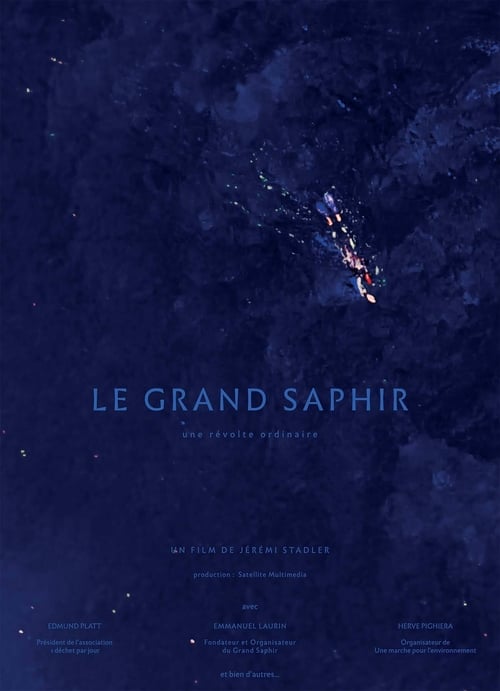 LE GRAND SAPHIR
une révolte ordinaire
UN FILM DE JÉRÉMI STADLER
production : Satellite Multimedia
avec
EDMUND PLATT
Président de l'association
1 déchet par jour
EMMANUEL LAURIN
Fondateur et Organisateur
du Grand Saphir
HERVE PIGHIERA
Organisateur de
Une marche pour l'environnement
et bien d'autres...